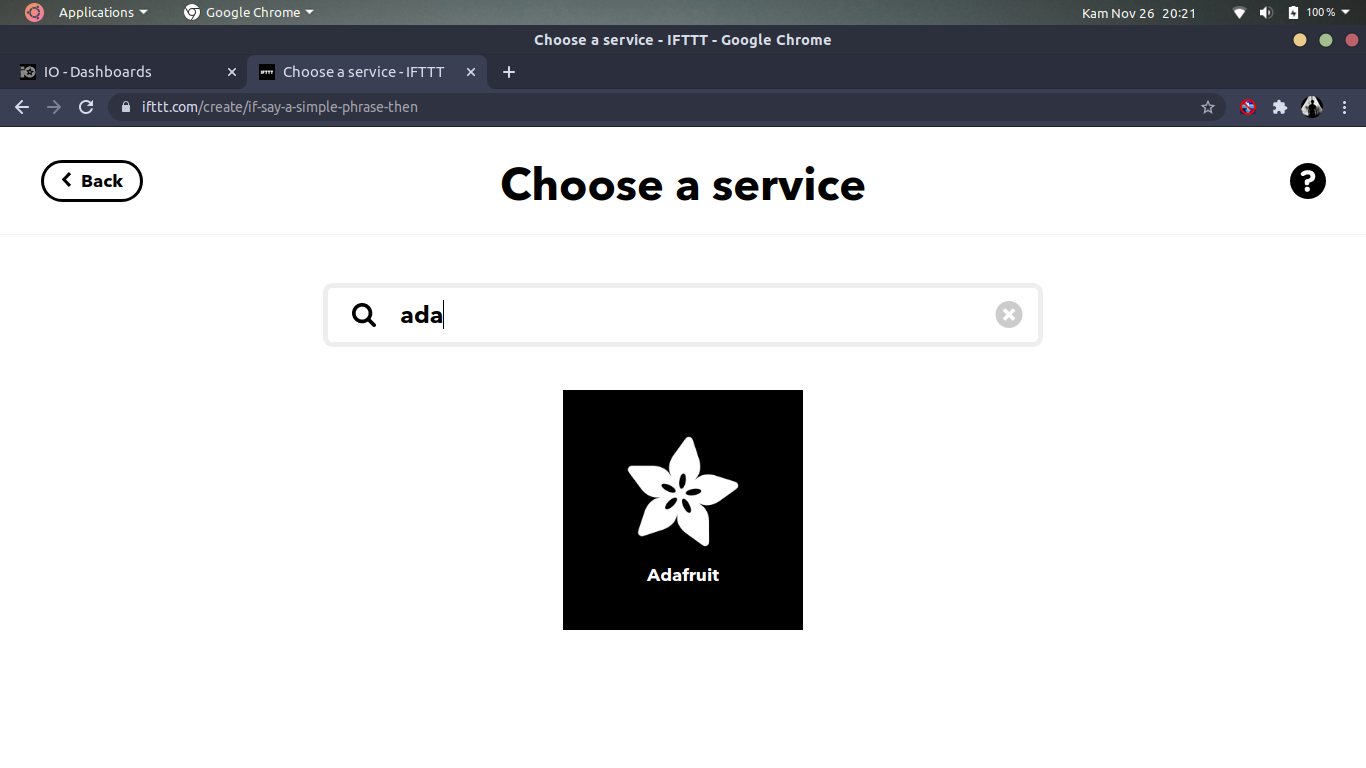 Applications Google Chrome Kam Nov 26 20:21 100 %
Choose a service - IFTTT - Google Chrome
IO - Dashboards IFTTT Choose a service - IFTTT
ifttt.com/create/if-say-a-simple-phrase-then
Back Choose a service ?
ada
Adafruit